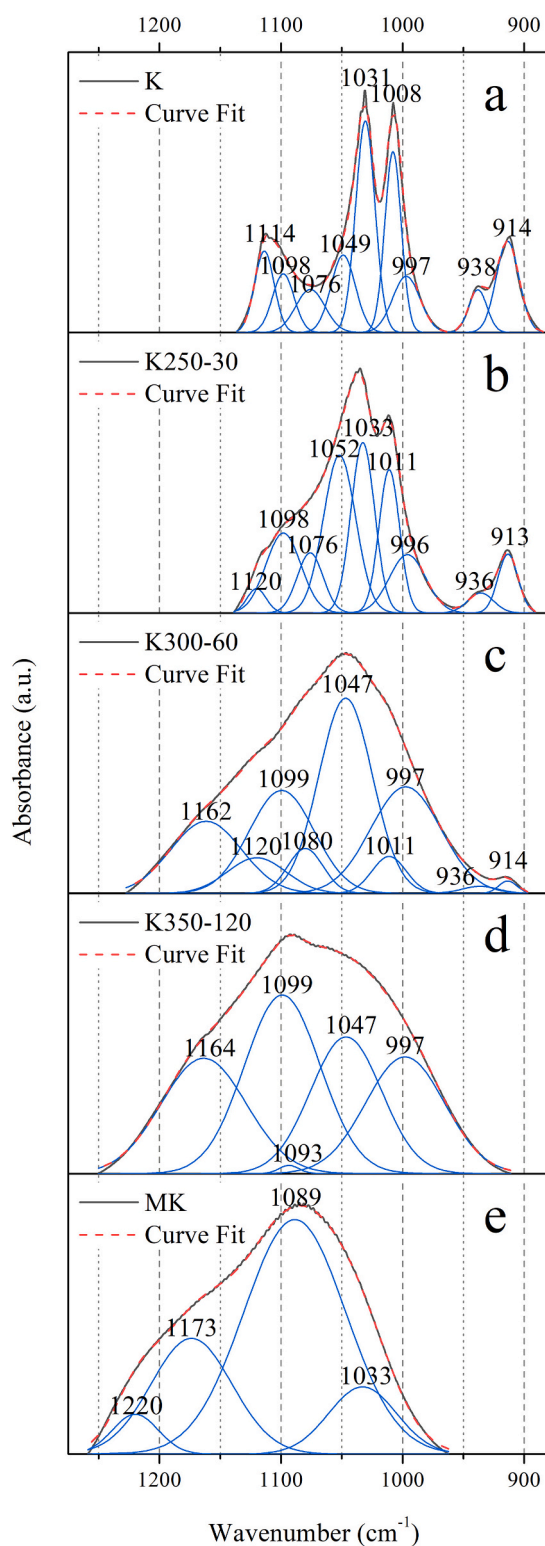 1200 1100 1000 900
K
Curve Fit
a
1031
1008
1114
1098
1076
1049
997
938
914
K250-30
Curve Fit
b
1033
1052
1011
1098
1076
1120
996
936
913
Absorbance (a.u.)
K300-60
Curve Fit
c
1047
1162
1099
1120
1080
1011
997
936
914
K350-120
Curve Fit
d
1099
1164
1047
997
1093
MK
Curve Fit
e
1089
1173
1220
1033
1200 1100 1000 900
Wavenumber (cm⁻¹)